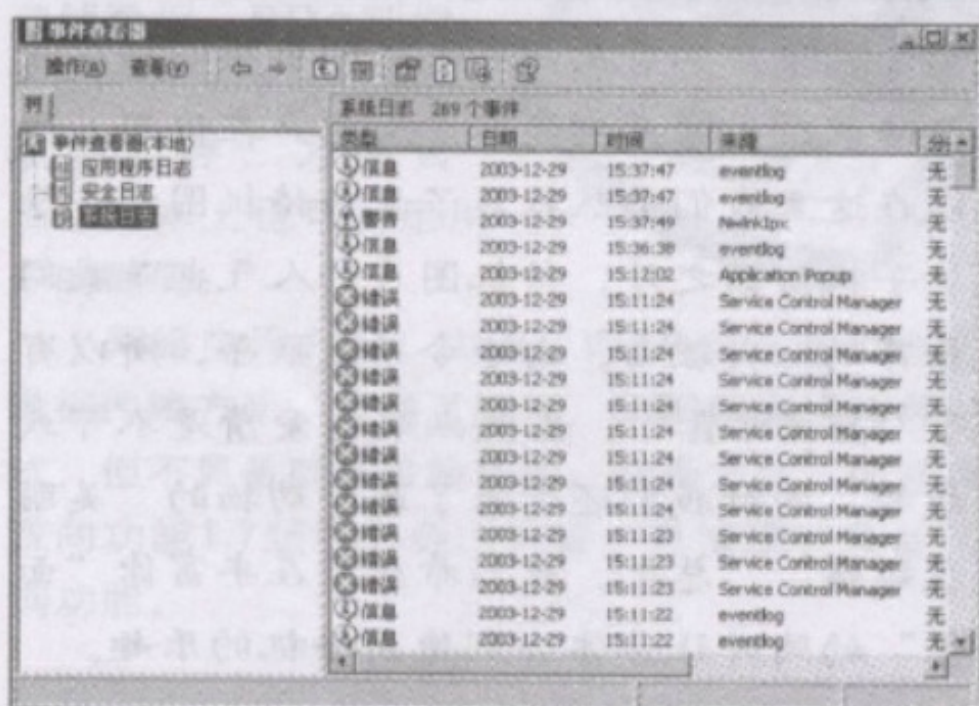 事件查看器
操作(A) 查看(V)
树
系统日志 269 个事件
事件查看器(本地)
应用程序日志
安全日志
系统日志
类型 日期 时间 来源 分
信息 2003-12-29 15:37:47 eventlog 无
信息 2003-12-29 15:37:47 eventlog 无
警告 2003-12-29 15:37:49 NwlnkIpx 无
信息 2003-12-29 15:36:38 eventlog 无
信息 2003-12-29 15:12:02 Application Popup 无
错误 2003-12-29 15:11:24 Service Control Manager 无
错误 2003-12-29 15:11:24 Service Control Manager 无
错误 2003-12-29 15:11:24 Service Control Manager 无
错误 2003-12-29 15:11:24 Service Control Manager 无
错误 2003-12-29 15:11:24 Service Control Manager 无
错误 2003-12-29 15:11:24 Service Control Manager 无
错误 2003-12-29 15:11:24 Service Control Manager 无
错误 2003-12-29 15:11:24 Service Control Manager 无
错误 2003-12-29 15:11:24 Service Control Manager 无
错误 2003-12-29 15:11:23 Service Control Manager 无
错误 2003-12-29 15:11:23 Service Control Manager 无
错误 2003-12-29 15:11:23 Service Control Manager 无
信息 2003-12-29 15:11:22 eventlog 无
信息 2003-12-29 15:11:22 eventlog 无